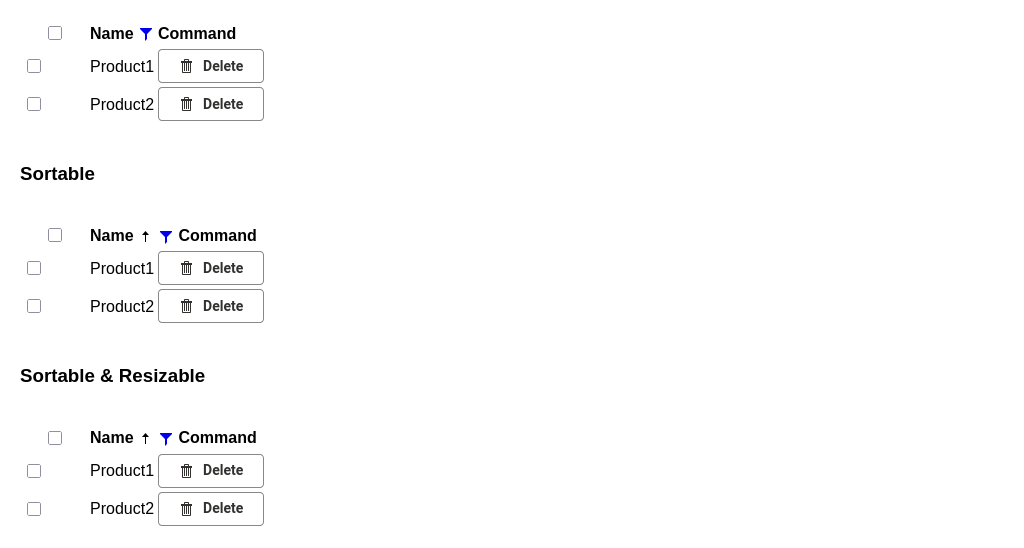 Name Command
Product1 Delete
Product2 Delete
Sortable
Name Command
Product1 Delete
Product2 Delete
Sortable & Resizable
Name Command
Product1 Delete
Product2 Delete